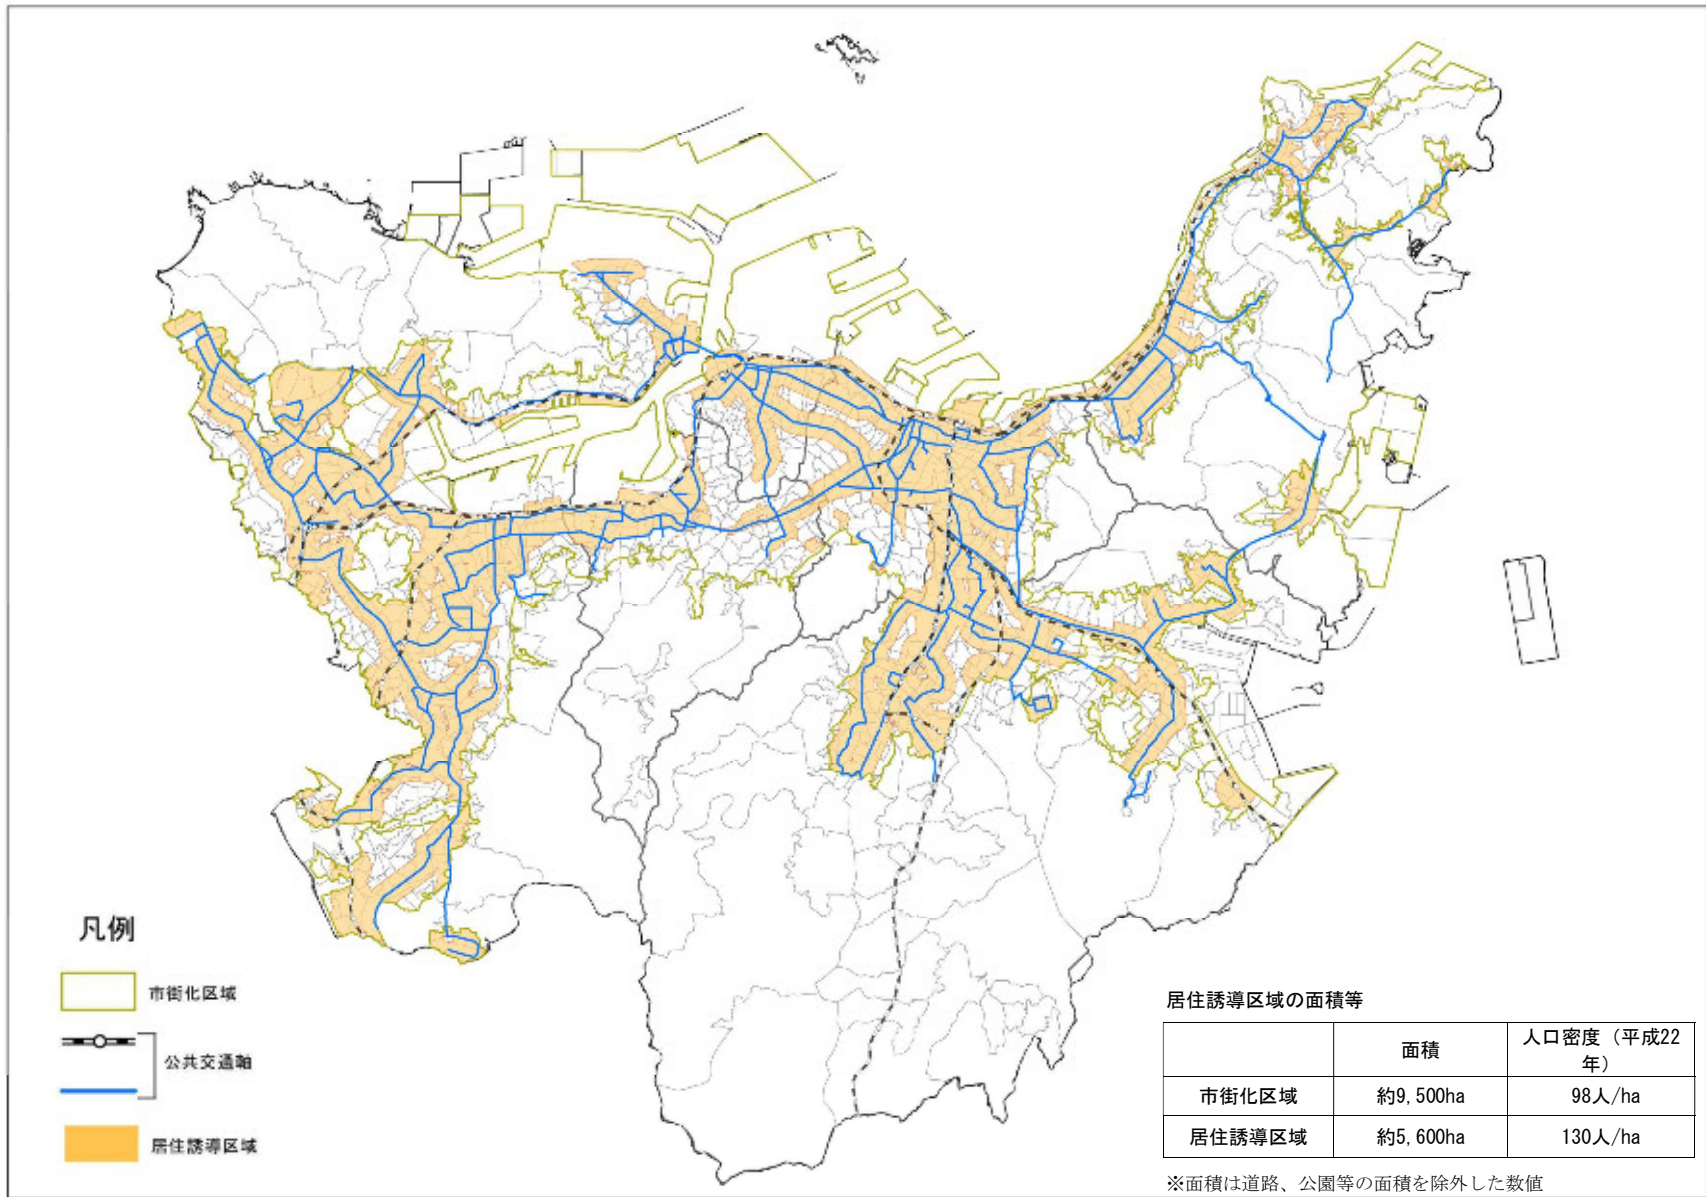 凡例
市街化区域
公共交通軸
居住誘導区域
居住誘導区域の面積等
面積 人口密度（平成22年）
市街化区域 約9,500ha 98人/ha
居住誘導区域 約5,600ha 130人/ha
※面積は道路、公園等の面積を除外した数値